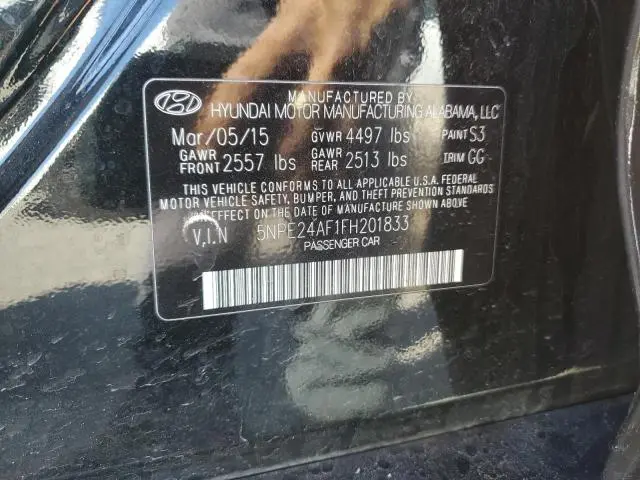 MANUFACTURED BY:
HYUNDAI MOTOR MANUFACTURING ALABAMA, LLC
Mar/05/15 GVWR 4497 lbs PAINT S3
GAWR FRONT 2557 lbs GAWR REAR 2513 lbs TRIM GG
THIS VEHICLE CONFORMS TO ALL APPLICABLE U.S.A. FEDERAL
MOTOR VEHICLE SAFETY, BUMPER, AND THEFT PREVENTION
IN EFFECT ON THE DATE OF MANUFACTURE SHOWN ABOVE.
V.I.N 5NPE24AF1FH201833
PASSENGER CAR